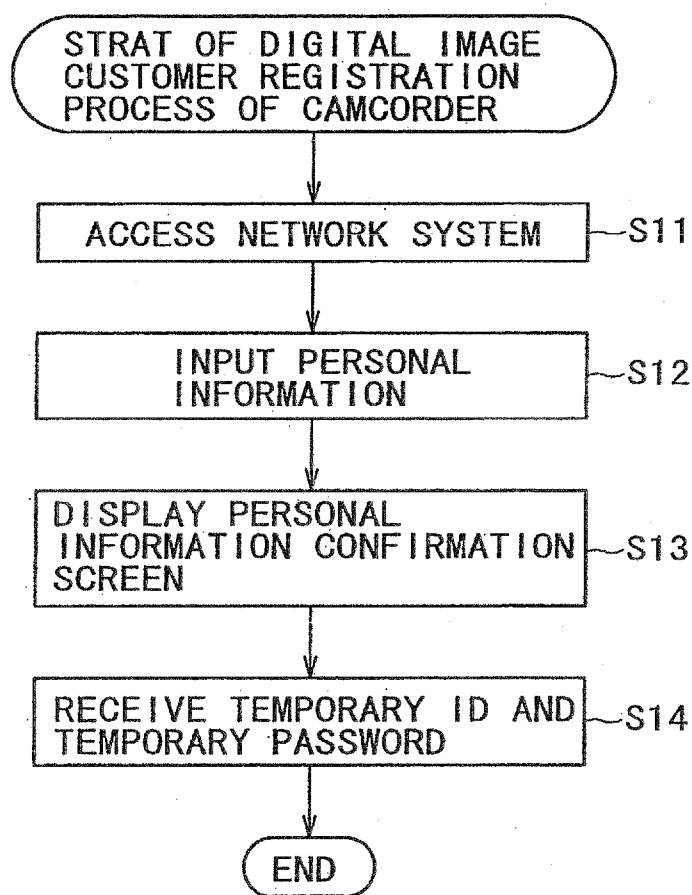 STRAT OF DIGITAL IMAGE
CUSTOMER REGISTRATION
PROCESS OF CAMCORDER
ACCESS NETWORK SYSTEM
S11
INPUT PERSONAL
INFORMATION
S12
DISPLAY PERSONAL
INFORMATION CONFIRMATION
SCREEN
S13
RECEIVE TEMPORARY ID AND
TEMPORARY PASSWORD
S14
END